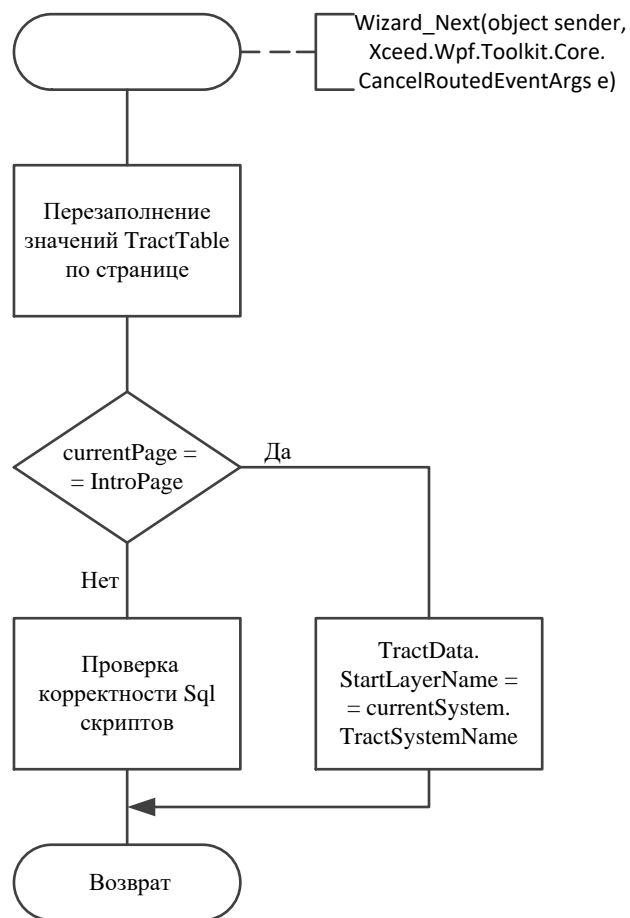 Wizard_Next(object sender,
Xceed.Wpf.Toolkit.Core.
CancelRoutedEventArgs e)
Перезаполнение
значений TractTable
по странице
currentPage =
= IntroPage
Да
Нет
Проверка
корректности Sql
скриптов
TractData.
StartLayerName =
= currentSystem.
TractSystemName
Возврат